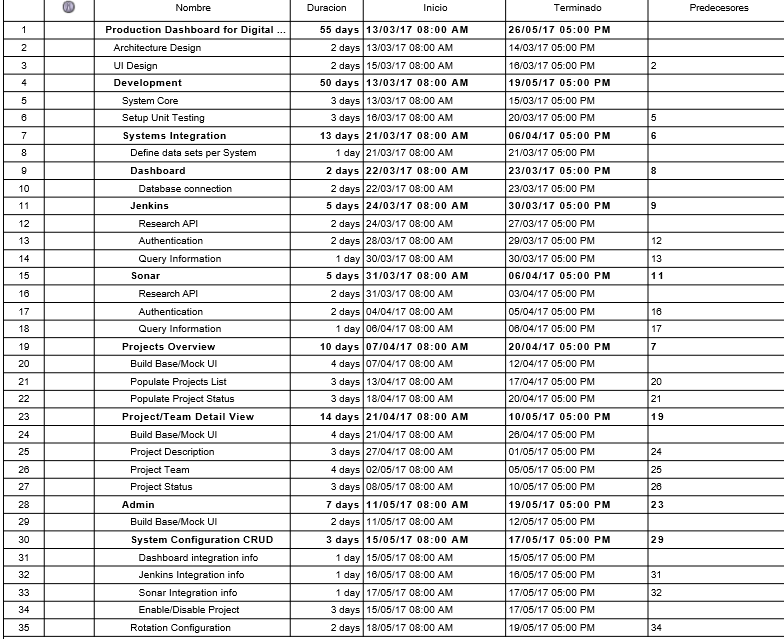 Nombre Duracion Inicio Terminado Predecesores
1 Production Dashboard for Digital ... 55 days 13/03/17 08:00 AM 26/05/17 05:00 PM
2 Architecture Design 2 days 13/03/17 08:00 AM 14/03/17 05:00 PM
3 UI Design 2 days 15/03/17 08:00 AM 16/03/17 05:00 PM 2
4 Development 50 days 13/03/17 08:00 AM 19/05/17 05:00 PM
5 System Core 3 days 13/03/17 08:00 AM 15/03/17 05:00 PM
6 Setup Unit Testing 3 days 16/03/17 08:00 AM 20/03/17 05:00 PM 5
7 Systems Integration 13 days 21/03/17 08:00 AM 06/04/17 05:00 PM 6
8 Define data sets per System 1 day 21/03/17 08:00 AM 21/03/17 05:00 PM
9 Dashboard 2 days 22/03/17 08:00 AM 23/03/17 05:00 PM 8
10 Database connection 2 days 22/03/17 08:00 AM 23/03/17 05:00 PM
11 Jenkins 5 days 24/03/17 08:00 AM 30/03/17 05:00 PM 9
12 Research API 2 days 24/03/17 08:00 AM 27/03/17 05:00 PM
13 Authentication 2 days 28/03/17 08:00 AM 29/03/17 05:00 PM 12
14 Query Information 1 day 30/03/17 08:00 AM 30/03/17 05:00 PM 13
15 Sonar 5 days 31/03/17 08:00 AM 06/04/17 05:00 PM 11
16 Research API 2 days 31/03/17 08:00 AM 03/04/17 05:00 PM
17 Authentication 2 days 04/04/17 08:00 AM 05/04/17 05:00 PM 16
18 Query Information 1 day 06/04/17 08:00 AM 06/04/17 05:00 PM 17
19 Projects Overview 10 days 07/04/17 08:00 AM 20/04/17 05:00 PM 7
20 Build Base/Mock UI 4 days 07/04/17 08:00 AM 12/04/17 05:00 PM
21 Populate Projects List 3 days 13/04/17 08:00 AM 17/04/17 05:00 PM 20
22 Populate Project Status 3 days 18/04/17 08:00 AM 20/04/17 05:00 PM 21
23 Project/Team Detail View 14 days 21/04/17 08:00 AM 10/05/17 05:00 PM 19
24 Build Base/Mock UI 4 days 21/04/17 08:00 AM 26/04/17 05:00 PM
25 Project Description 3 days 27/04/17 08:00 AM 01/05/17 05:00 PM 24
26 Project Team 4 days 02/05/17 08:00 AM 05/05/17 05:00 PM 25
27 Project Status 3 days 08/05/17 08:00 AM 10/05/17 05:00 PM 26
28 Admin 7 days 11/05/17 08:00 AM 19/05/17 05:00 PM 23
29 Build Base/Mock UI 2 days 11/05/17 08:00 AM 12/05/17 05:00 PM
30 System Configuration CRUD 3 days 15/05/17 08:00 AM 17/05/17 05:00 PM 29
31 Dashboard integration info 1 day 15/05/17 08:00 AM 15/05/17 05:00 PM
32 Jenkins Integration info 1 day 16/05/17 08:00 AM 16/05/17 05:00 PM 31
33 Sonar Integration info 1 day 17/05/17 08:00 AM 17/05/17 05:00 PM 32
34 Enable/Disable Project 3 days 15/05/17 08:00 AM 17/05/17 05:00 PM
35 Rotation Configuration 2 days 18/05/17 08:00 AM 19/05/17 05:00 PM 34